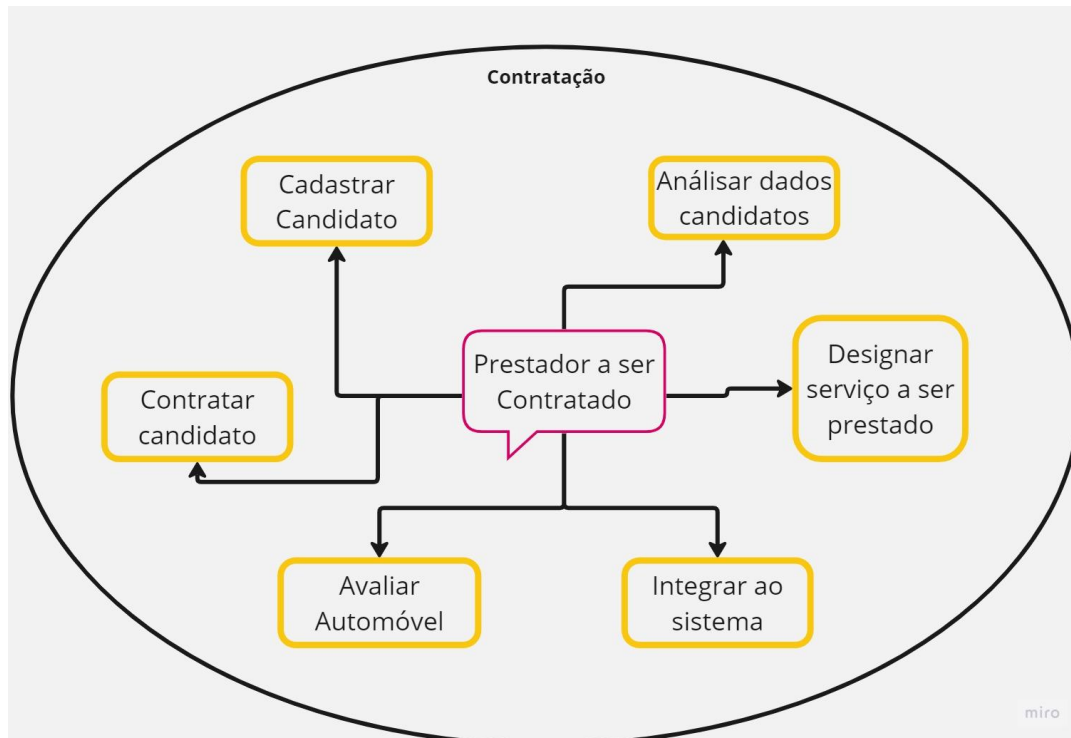 Contratação
Cadastrar
Candidato
Análisar dados
candidatos
Prestador a ser
Contratado
Designar
serviço a ser
prestado
Contratar
candidato
Avaliar
Automóvel
Integrar ao
sistema
miro